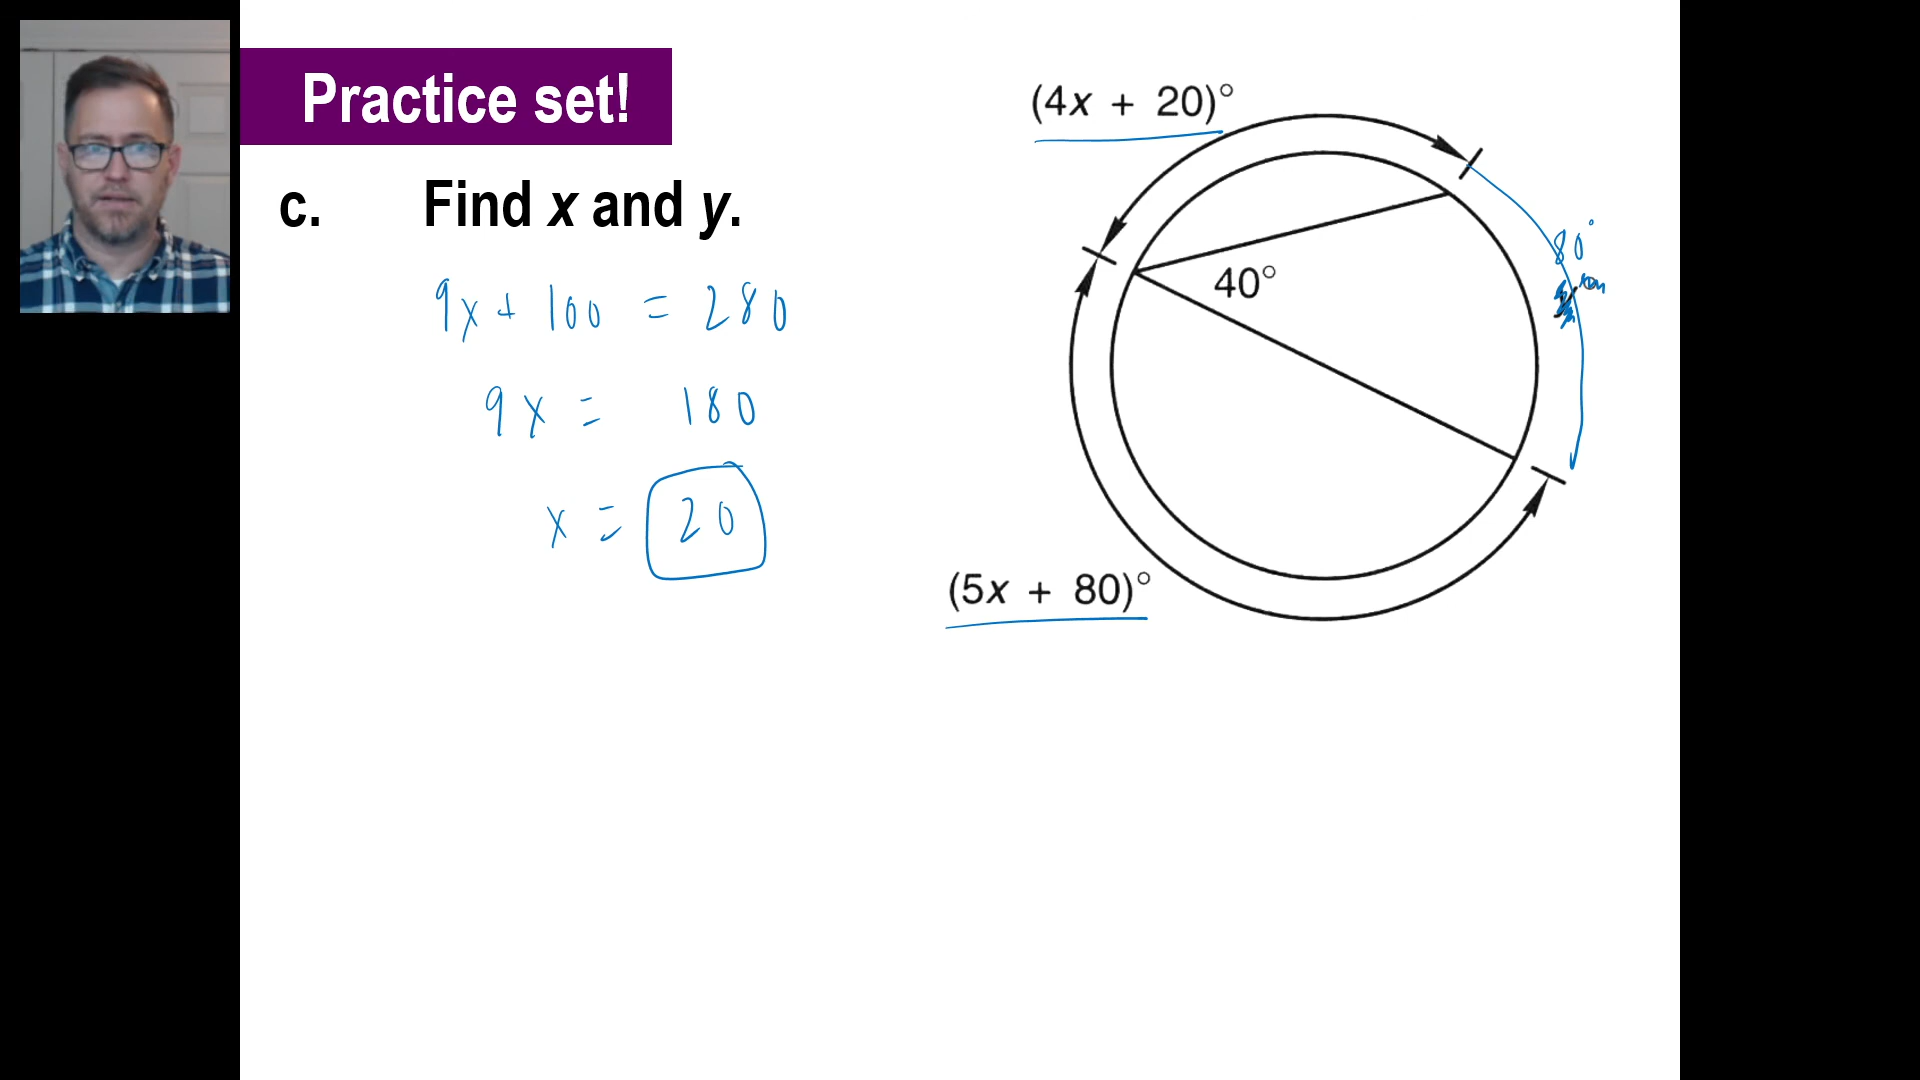 Practice set!
c. Find x and y.
9x + 100 = 280
9x = 180
x = 20
(4x + 20)°
40°
80°
(5x + 80)°